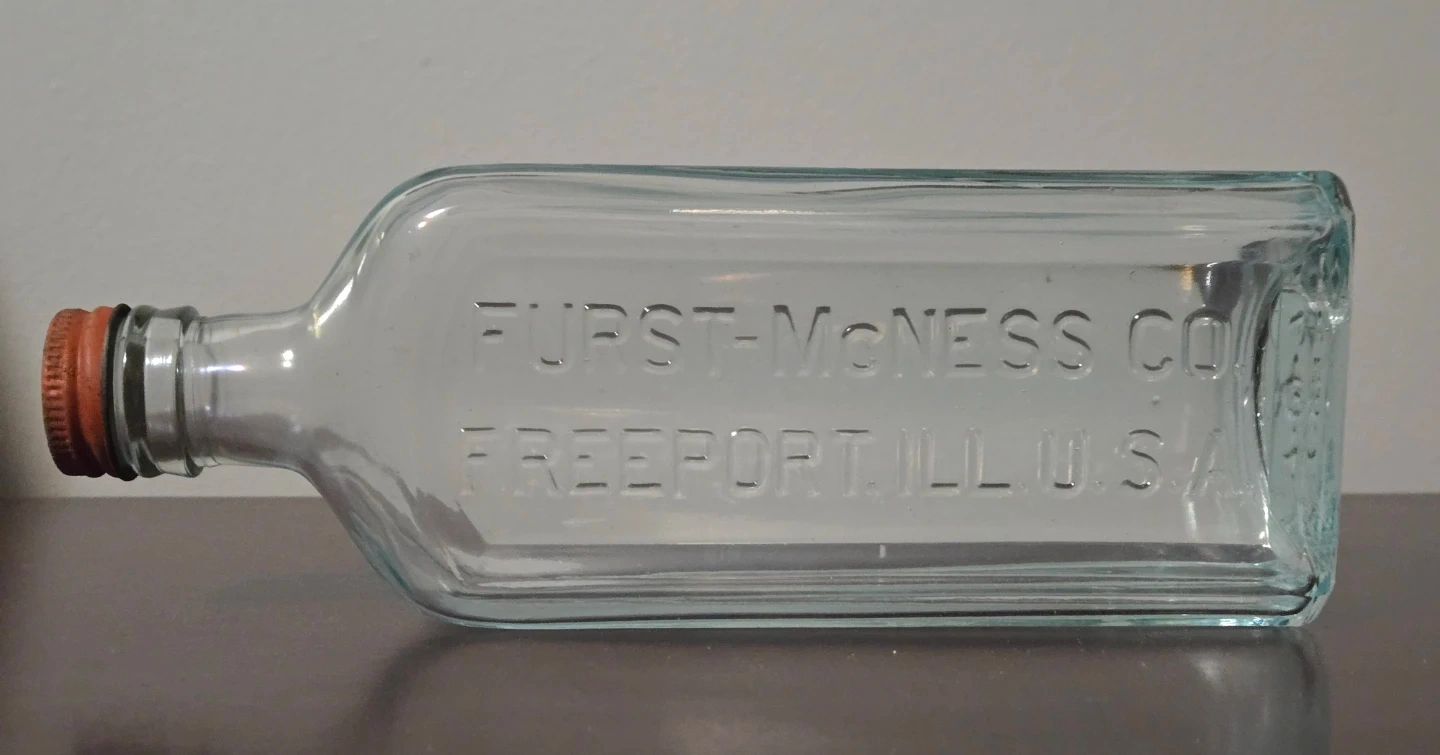 FURST-McNESS CO
FREEPORT. ILL. U.S.A